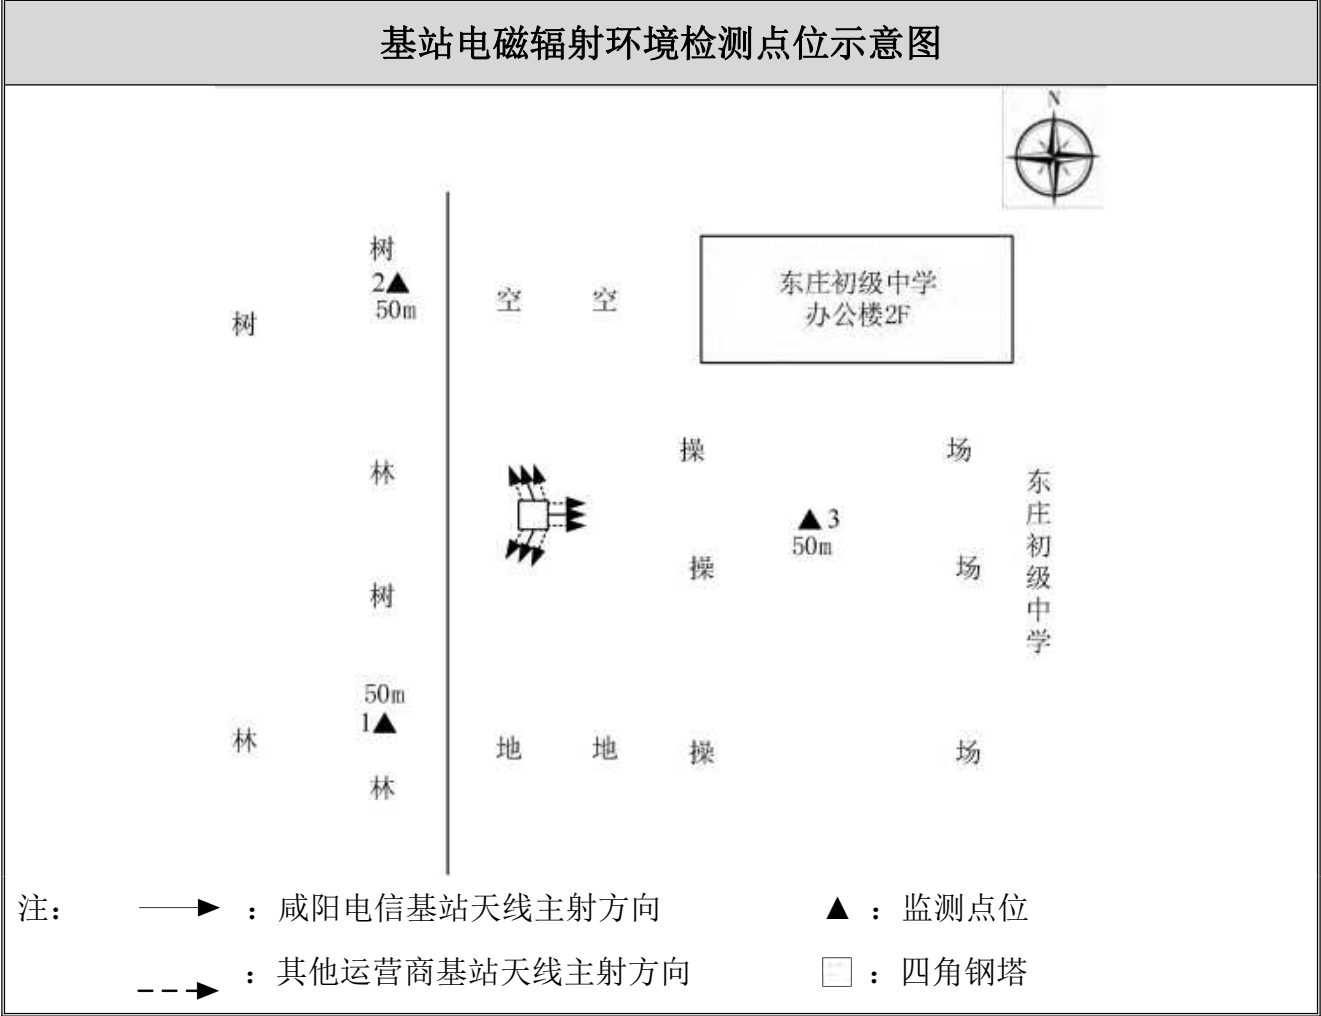 基站电磁辐射环境检测点位示意图
N
树
2▲
50m
树
空 空
东庄初级中学
办公楼2F
林
操 场
东庄初级中学
▲3
50m
操 场
树
50m
1▲
林
地 地 操 场
林
注: : 咸阳电信基站天线主射方向 ▲ : 监测点位
: 其他运营商基站天线主射方向 : 四角钢塔